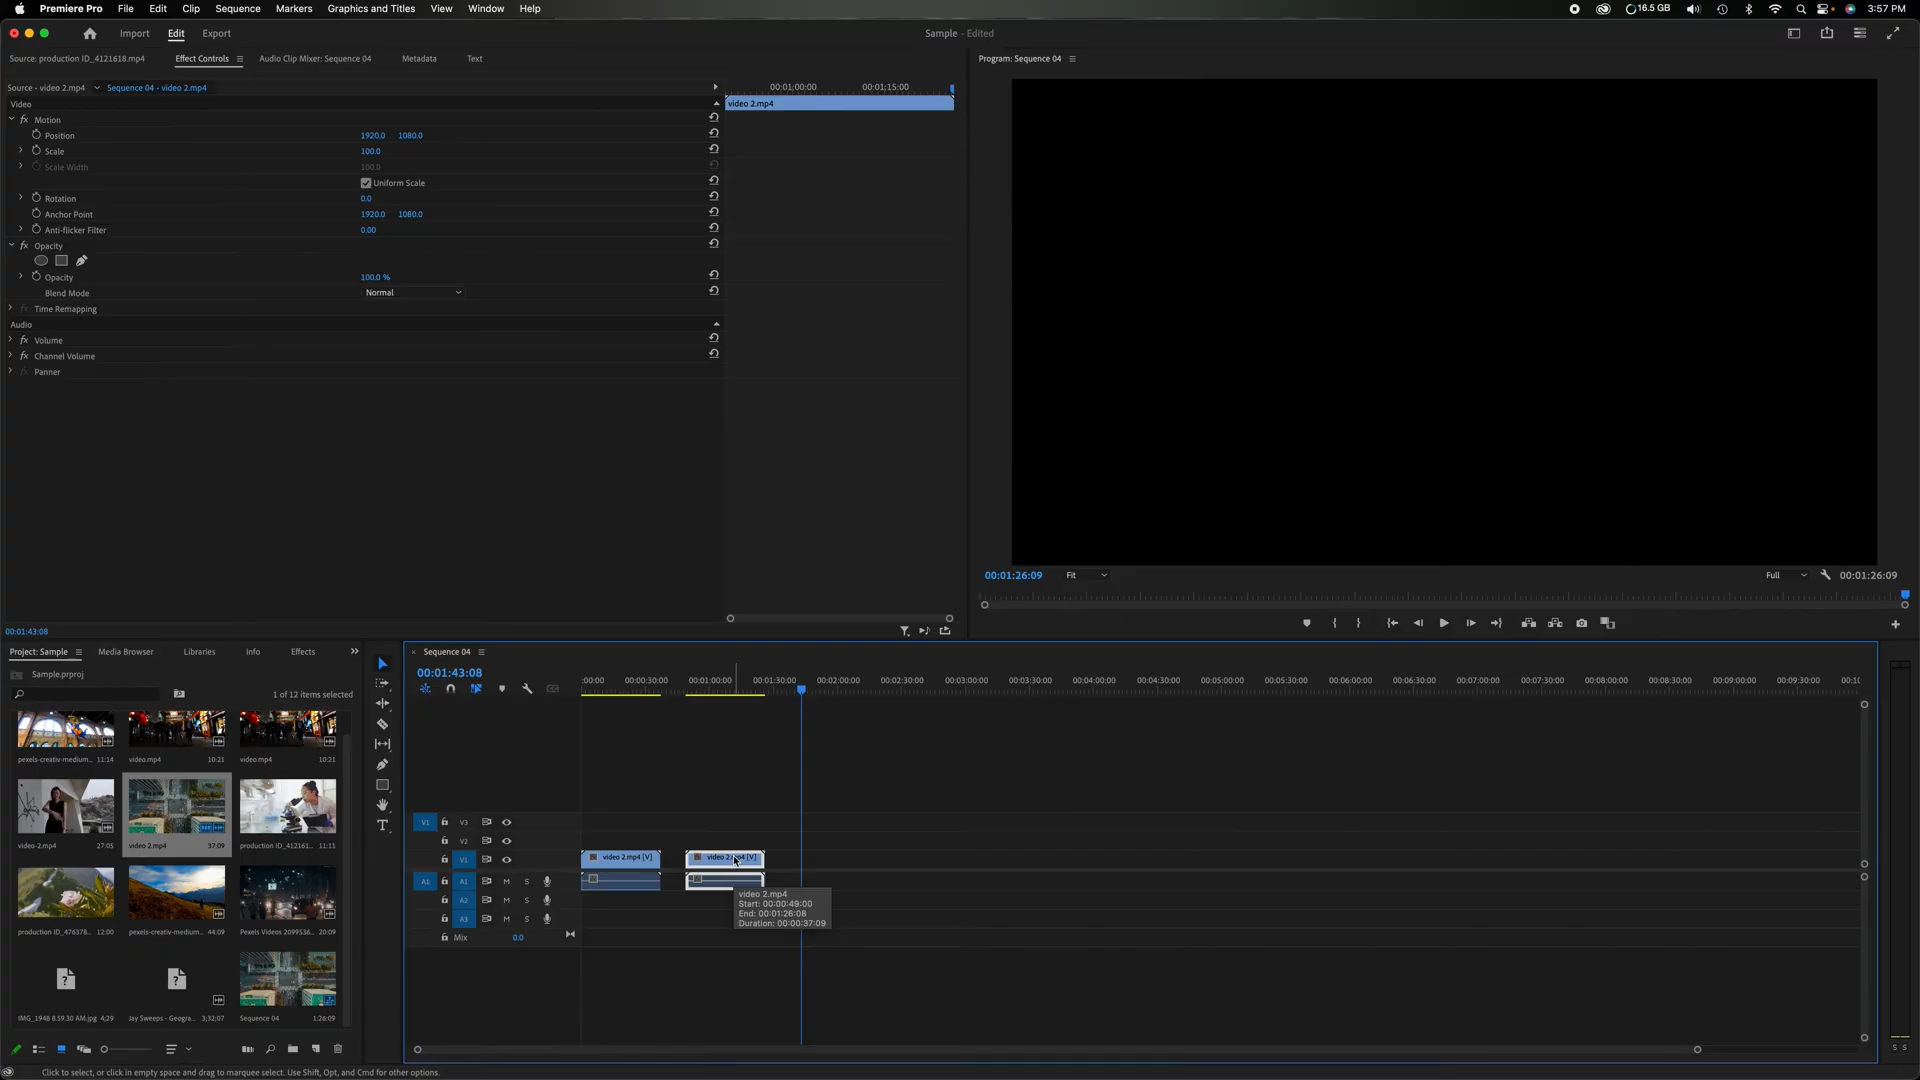 Premiere Pro File Edit Clip Sequence Markers Graphics and Titles View Window Help 16.5 GB 3:57 PM
Import Edit Export Sample - Edited
Source: production ID_4121618.mp4 Effect Controls Audio Clip Mixer: Sequence 04 Metadata Text Program: Sequence 04
Source - video 2.mp4 Sequence 04 - video 2.mp4 00:01:00:00 00:01:15:00
Video video 2.mp4
fx Motion
Position 1920.0 1080.0
Scale 100.0
Scale Width 100.0
Uniform Scale
Rotation 0.0
Anchor Point 1920.0 1080.0
Anti-flicker Filter 0.00
fx Opacity
Opacity 100.0 %
Blend Mode Normal
fx Time Remapping
Audio
fx Volume
fx Channel Volume
fx Panner
00:01:26:09 Fit Full 00:01:26:09
00:01:43:08
Project: Sample Media Browser Libraries Info Effects
Sample.prproj
1 of 12 items selected
pexels-creativ-medium... 11:14 video.mp4 10:21 video.mp4 10:21
video-2.mp4 27:05 video 2.mp4 37:09 production ID_412161... 11:11
production ID_476378... 12:00 pexels-creativ-medium... 44:09 Pexels Videos 2099536... 20:09
IMG_1948 8.59.30 AM.jpg 4;29 Jay Sweeps - Geogra... 3;32;07 Sequence 04 1:26:09
Sequence 04
00:01:43:08
:00:00 00:00:30:00 00:01:00:00 00:01:30:00 00:02:00:00 00:02:30:00 00:03:00:00 00:03:30:00 00:04:00:00 00:04:30:00 00:05:00:00 00:05:30:00 00:06:00:00 00:06:30:00 00:07:00:00 00:07:30:00 00:08:00:00 00:08:30:00 00:09:00:00 00:09:30:00 00:10
V1 V3
V2
V1 video 2.mp4 [V] video 2.mp4 [V]
A1 A1 M S
A2 M S
A3 M S
Mix 0.0
video 2.mp4
Start: 00:00:49:00
End: 00:01:26:08
Duration: 00:00:37:09
S S
Click to select, or click in empty space and drag to marquee select. Use Shift, Opt, and Cmd for other options.